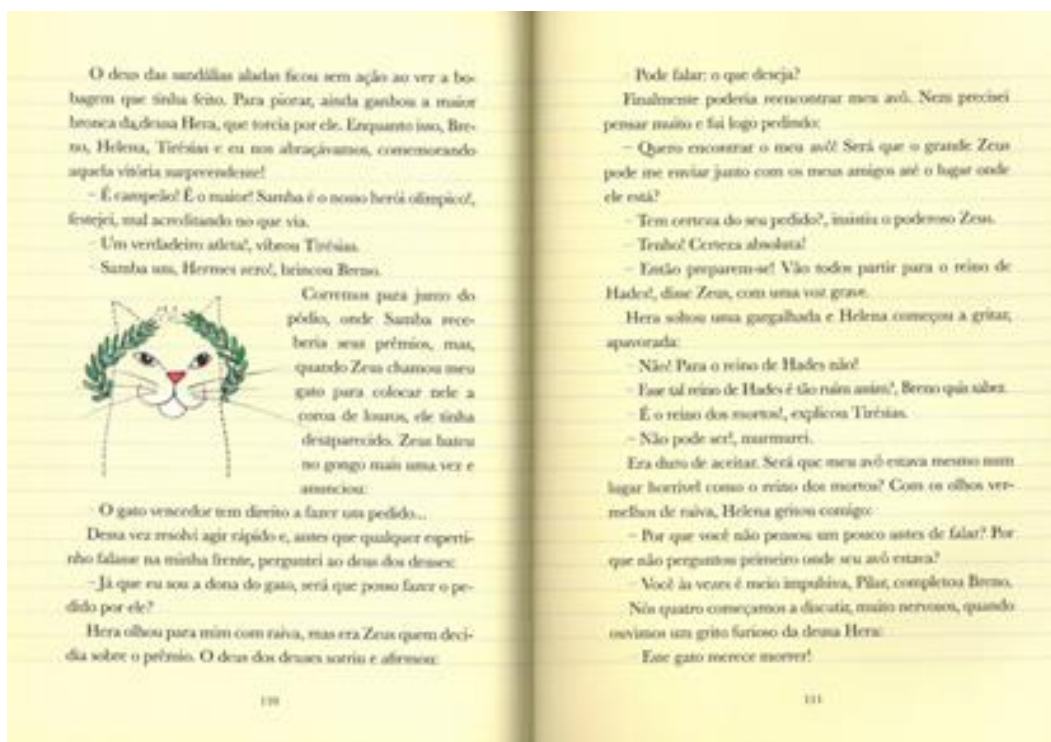 O deus das sandálias aladas ficou sem ação ao ver a bo-
bagem que tinha feito. Para piorar, ainda ganhou a maior
bronca da deusa Hera, que torcia por ele. Enquanto isso, Bre-
no, Helena, Tirésias e eu nos abraçávamos, comemorando
aquela vitória surpreendente!
– É campeão! É o maior! Samba é o nosso herói olímpico!,
festejei, mal acreditando no que via.
– Um verdadeiro atleta!, vibrou Tirésias.
– Samba um, Hermes zero!, brincou Breno.
Corremos para junto do
pódio, onde Samba rece-
beria seus prêmios, mas,
quando Zeus chamou meu
gato para colocar nele a
coroa de louros, ele tinha
desaparecido. Zeus bateu
no gongo mais uma vez e
anunciou:
– O gato vencedor tem direito a fazer um pedido...
Dessa vez resolvi agir rápido e, antes que qualquer esperti-
nho falasse na minha frente, perguntei ao deus dos deuses:
– Já que eu sou a dona do gato, será que posso fazer o pe-
dido por ele?
Hera olhou para mim com raiva, mas era Zeus quem deci-
dia sobre o prêmio. O deus dos deuses sorriu e afirmou:
110
– Pode falar: o que deseja?
Finalmente poderia reencontrar meu avô. Nem precisei
pensar muito e fui logo pedindo:
– Quero encontrar o meu avô! Será que o grande Zeus
pode me enviar junto com os meus amigos até o lugar onde
ele está?
– Tem certeza do seu pedido?, insistiu o poderoso Zeus.
– Tenho! Certeza absoluta!
– Então preparem-se! Vão todos partir para o reino de
Hades!, disse Zeus, com uma voz grave.
Hera soltou uma gargalhada e Helena começou a gritar,
apavorada:
– Não! Para o reino de Hades não!
– Esse tal reino de Hades é tão ruim assim?, Breno quis saber.
– É o reino dos mortos!, explicou Tirésias.
– Não pode ser!, murmurei.
Era duro de aceitar. Será que meu avô estava mesmo num
lugar horrível como o reino dos mortos? Com os olhos ver-
melhos de raiva, Helena gritou comigo:
– Por que você não pensou um pouco antes de falar? Por
que não perguntou primeiro onde seu avô estava?
– Você às vezes é meio impulsiva, Pilar, completou Breno.
Nós quatro começamos a discutir, muito nervosos, quando
ouvimos um grito furioso da deusa Hera:
– Esse gato merece morrer!
111